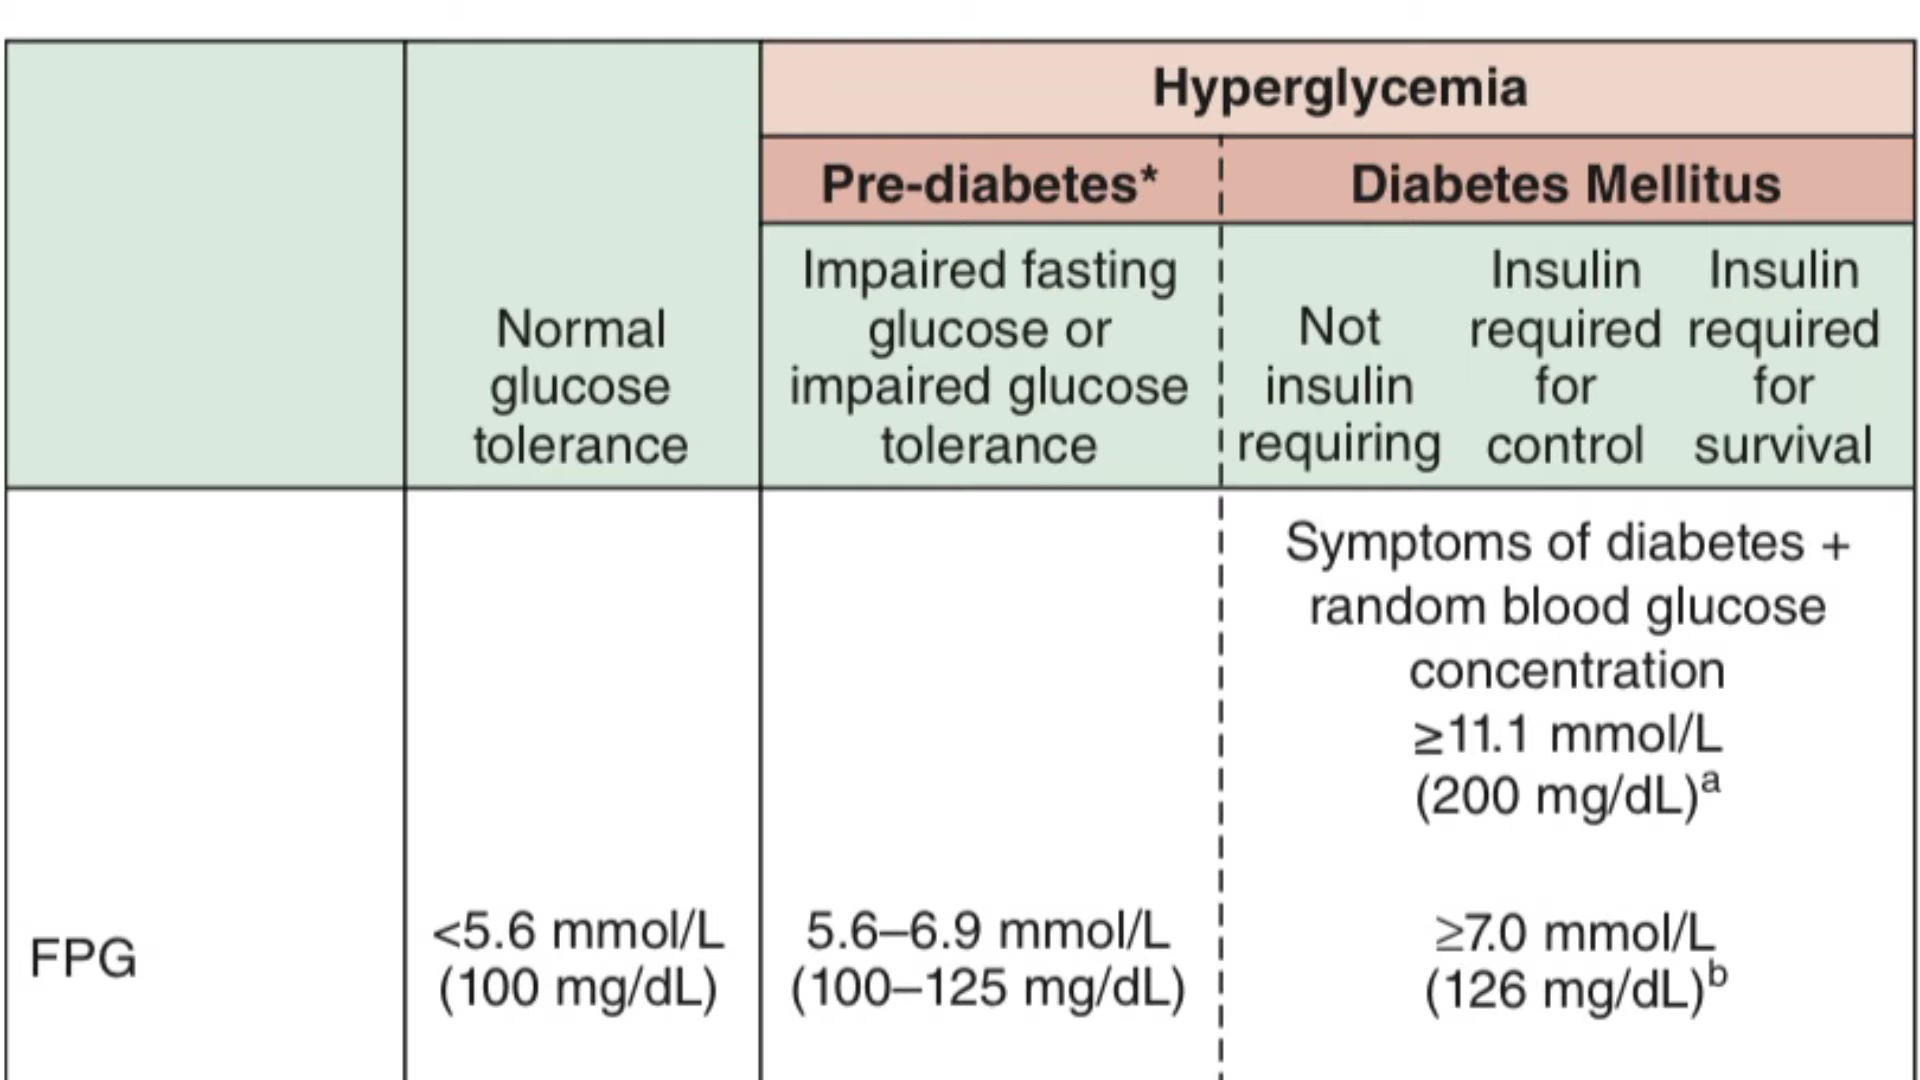 Hyperglycemia
Pre-diabetes*
Diabetes Mellitus
Normal
glucose
tolerance
Impaired fasting
glucose or
impaired glucose
tolerance
Not
insulin
requiring
Insulin
required
for
control
Insulin
required
for
survival
Symptoms of diabetes +
random blood glucose
concentration
≥11.1 mmol/L
(200 mg/dL)ᵃ
FPG
<5.6 mmol/L
(100 mg/dL)
5.6–6.9 mmol/L
(100–125 mg/dL)
≥7.0 mmol/L
(126 mg/dL)ᵇ